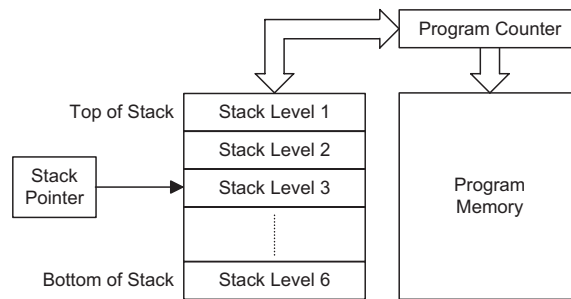 Program Counter
Top of Stack
Stack Level 1
Stack Level 2
Stack
Pointer
Stack Level 3
Program
Memory
Bottom of Stack
Stack Level 6